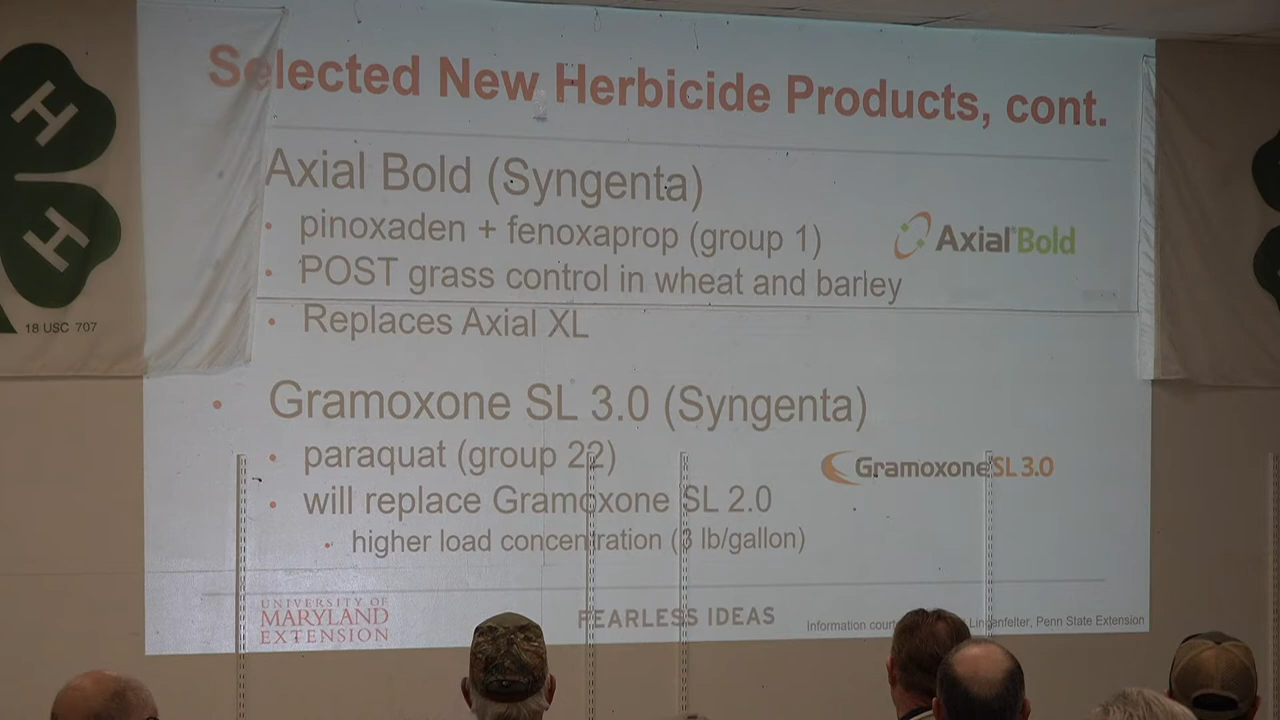 Selected New Herbicide Products, cont.
Axial Bold (Syngenta)
• pinoxaden + fenoxaprop (group 1)
Axial® Bold
• POST grass control in wheat and barley
• Replaces Axial XL
• Gramoxone SL 3.0 (Syngenta)
• paraquat (group 22)
Gramoxone SL 3.0
• will replace Gramoxone SL 2.0
• higher load concentration (3 lb/gallon)
UNIVERSITY OF
MARYLAND
EXTENSION
FEARLESS IDEAS
Information court Lingenfelter, Penn State Extension
H
H
18 USC 707